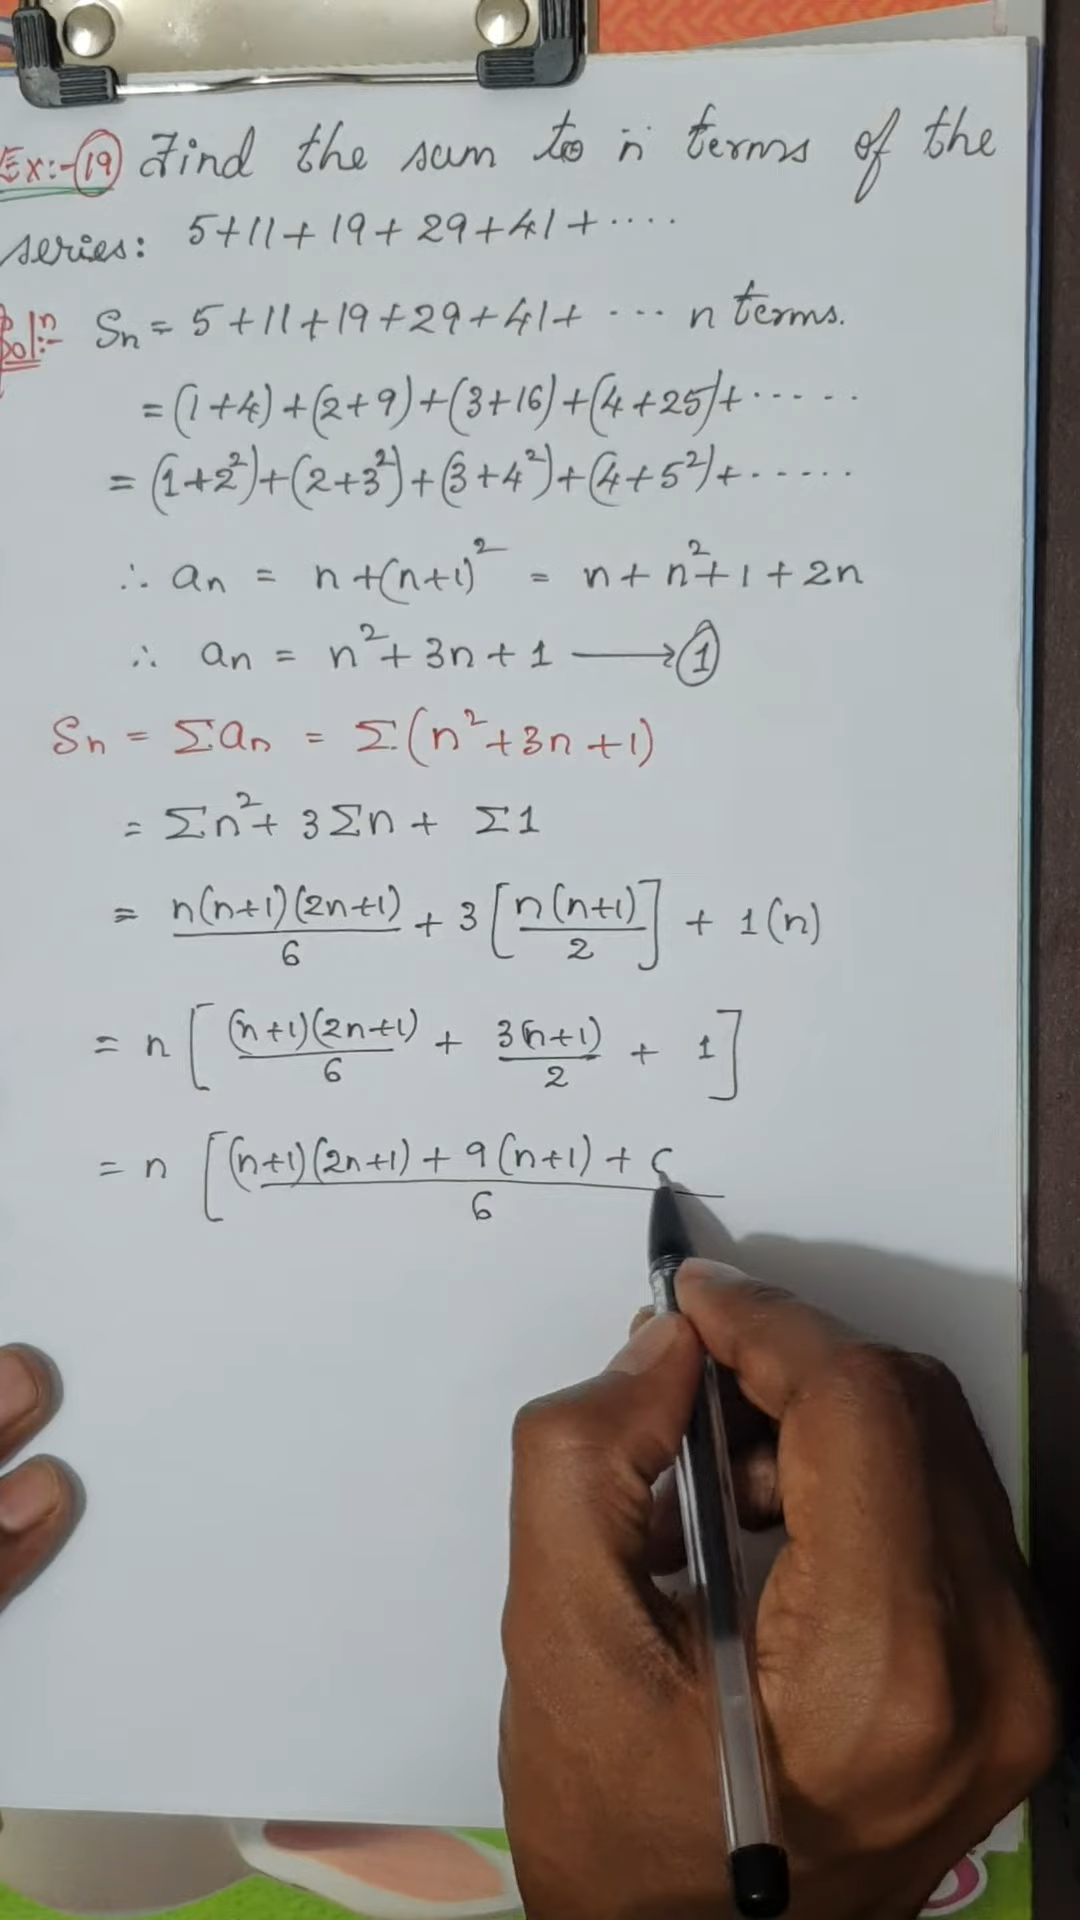 Ex:-(19) Find the sum to n terms of the
series: 5+11+19+29+41+....
Solⁿ:- Sn = 5+11+19+29+41+ ... n terms.
= (1+4)+(2+9)+(3+16)+(4+25)+.....
= (1+2²)+(2+3²)+(3+4²)+(4+5²)+.....
∴ an = n+(n+1)² = n+n²+1+2n
∴ an = n²+3n+1 ⟶ ①
Sn = Σan = Σ(n²+3n+1)
= Σn²+ 3Σn + Σ1
= n(n+1)(2n+1)/6 + 3[n(n+1)/2] + 1(n)
= n[(n+1)(2n+1)/6 + 3(n+1)/2 + 1]
= n[(n+1)(2n+1)+9(n+1)+/6